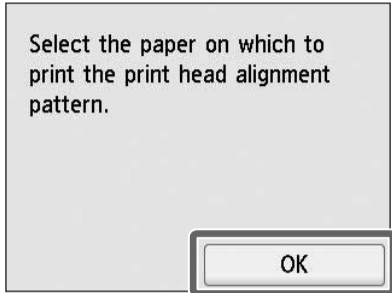 Select the paper on which to
print the print head alignment
pattern.
OK